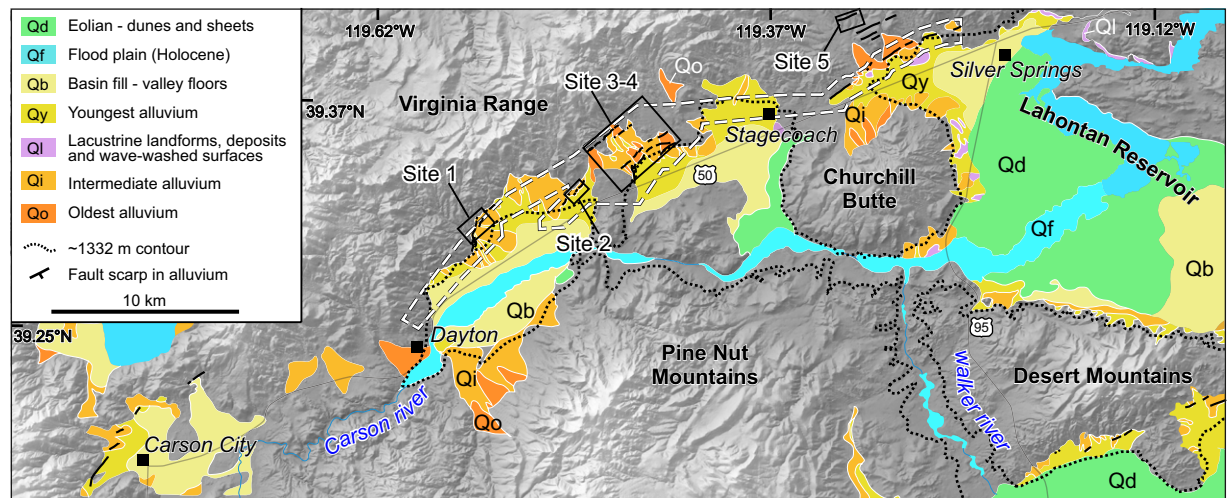 Qd Eolian - dunes and sheets
Qf Flood plain (Holocene)
Qb Basin fill - valley floors
Qy Youngest alluvium
Ql Lacustrine landforms, deposits
and wave-washed surfaces
Qi Intermediate alluvium
Qo Oldest alluvium
~1332 m contour
Fault scarp in alluvium
10 km
119.62°W
119.37°W
119.12°W
39.37°N
39.25°N
Virginia Range
Site 3-4
Qo
Site 5
Qy
Ql
Silver Springs
Lahontan Reservoir
Stagecoach
Qi
Site 1
50
Churchill
Butte
Qd
Site 2
Qf
Qb
Qb
Dayton
95
Pine Nut
Mountains
walker river
Desert Mountains
Qi
Qo
Carson river
Carson City
Qd